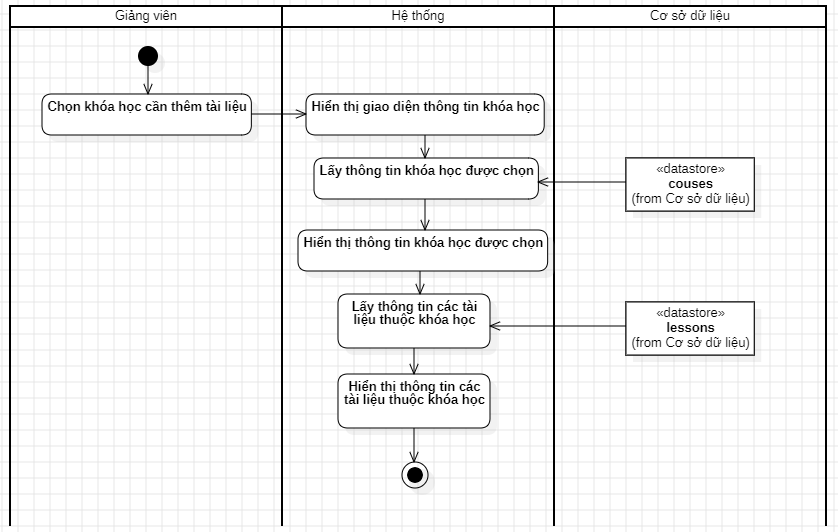 Giảng viên
Hệ thống
Cơ sở dữ liệu
Chọn khóa học cần thêm tài liệu
Hiển thị giao diện thông tin khóa học
Lấy thông tin khóa học được chọn
«datastore»
couses
(from Cơ sở dữ liệu)
Hiển thị thông tin khóa học được chọn
Lấy thông tin các tài
liệu thuộc khóa học
«datastore»
lessons
(from Cơ sở dữ liệu)
Hiển thị thông tin các
tài liệu thuộc khóa học